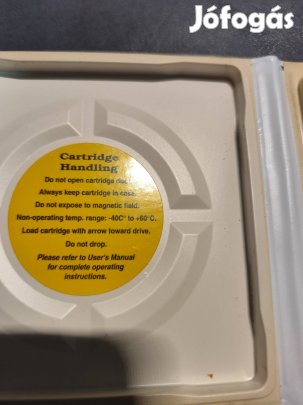 Jófogás
Cartridge
Handling
Do not open cartridge door.
Always keep cartridge in case.
Do not expose to magnetic field.
Non-operating temp. range: -40C° to +60°C.
Load cartridge with arrow toward drive.
Do not drop.
Please refer to User's Manual
for complete operating
instructions.